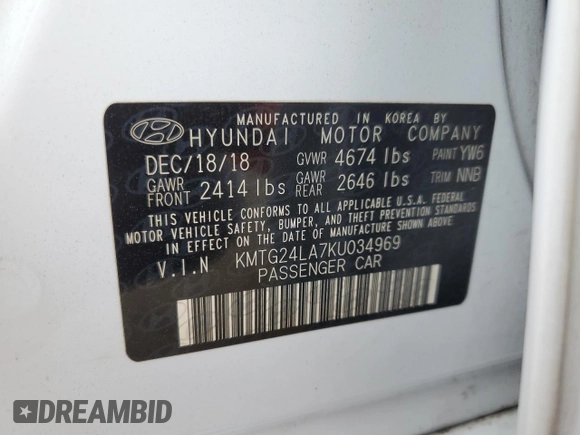 MANUFACTURED IN KOREA BY
HYUNDAI MOTOR COMPANY
DEC/18/18 GVWR 4674 lbs PAINT YW6
GAWR FRONT 2414 lbs GAWR REAR 2646 lbs TRIM NNB
THIS VEHICLE CONFORMS TO ALL APPLICABLE U.S.A. FEDERAL
MOTOR VEHICLE SAFETY, BUMPER, AND THEFT PREVENTION STANDARDS
IN EFFECT ON THE DATE OF MANUFACTURE SHOWN ABOVE
V.I.N KMTG24LA7KU034969
PASSENGER CAR
DREAMBID